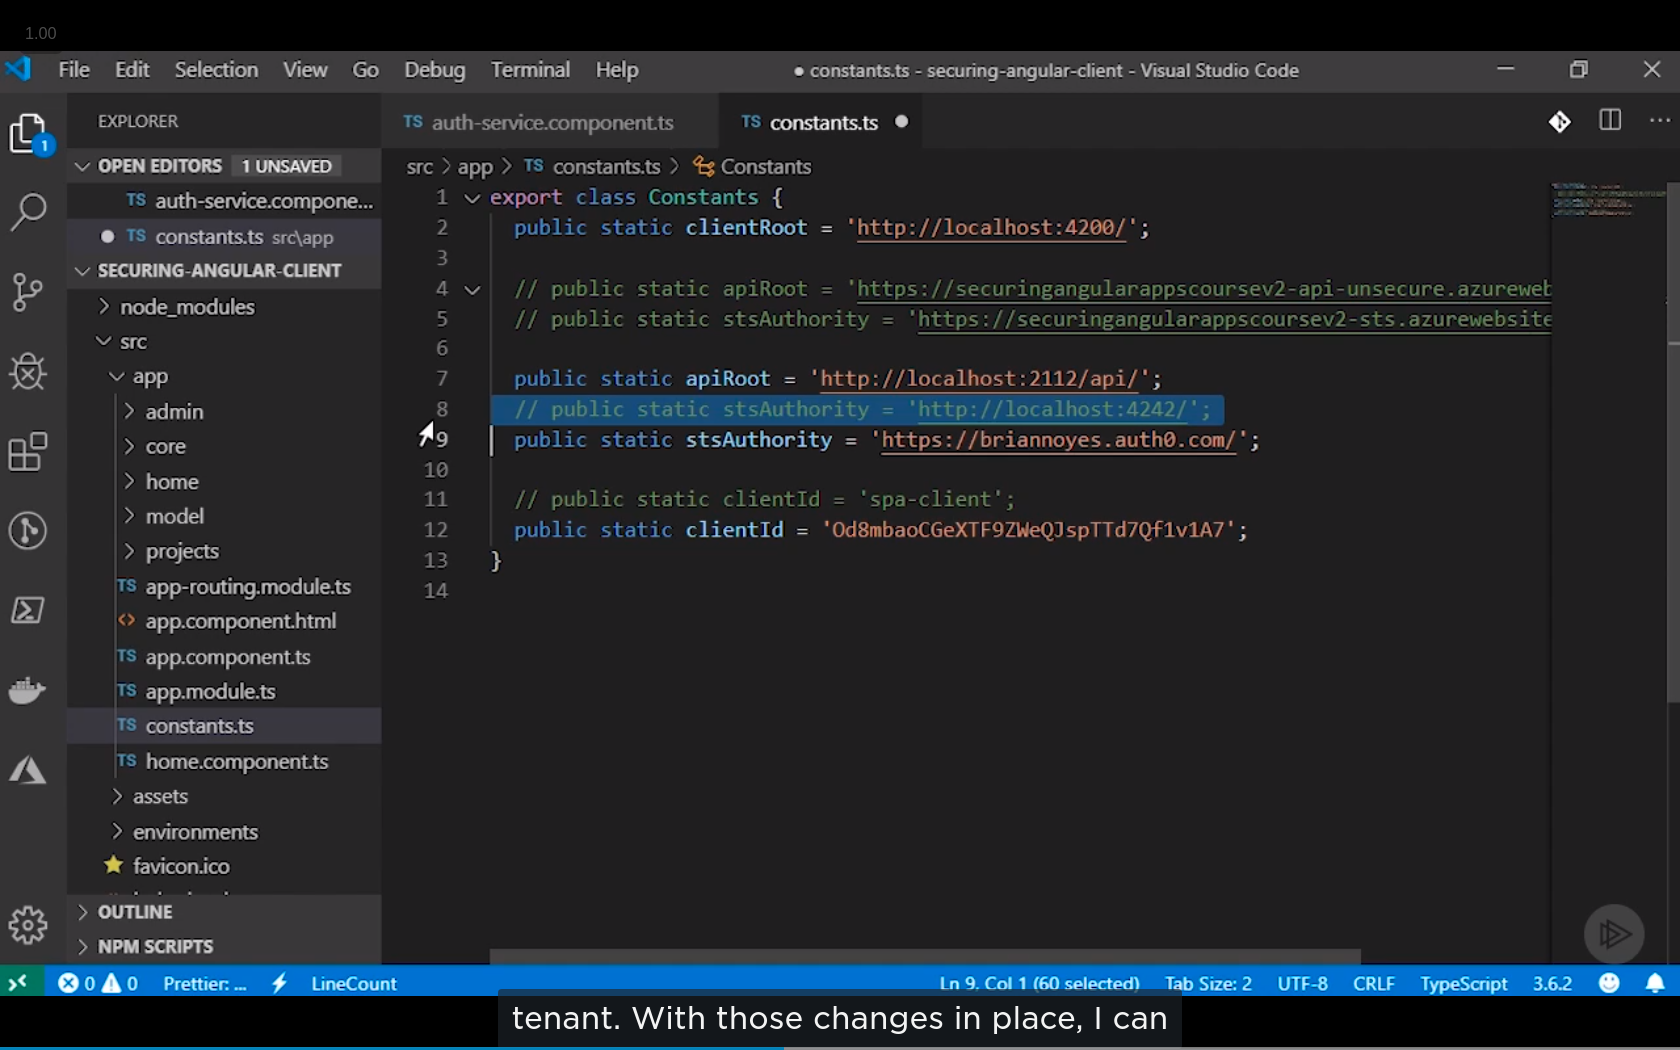 1.00
File Edit Selection View Go Debug Terminal Help
● constants.ts - securing-angular-client - Visual Studio Code
EXPLORER
1
OPEN EDITORS 1 UNSAVED
TS auth-service.compone...
● TS constants.ts src\app
SECURING-ANGULAR-CLIENT
node_modules
src
app
admin
core
home
model
projects
TS app-routing.module.ts
<> app.component.html
TS app.component.ts
TS app.module.ts
TS constants.ts
TS home.component.ts
assets
environments
favicon.ico
OUTLINE
NPM SCRIPTS
TS auth-service.component.ts
TS constants.ts ●
src > app > TS constants.ts > Constants
1 export class Constants {
2 public static clientRoot = 'http://localhost:4200/';
3
4 // public static apiRoot = 'https://securingangularappscoursev2-api-unsecure.azureweb
5 // public static stsAuthority = 'https://securingangularappscoursev2-sts.azurewebsite
6
7 public static apiRoot = 'http://localhost:2112/api/';
8 // public static stsAuthority = 'http://localhost:4242/';
9 public static stsAuthority = 'https://briannoyes.auth0.com/';
10
11 // public static clientId = 'spa-client';
12 public static clientId = 'Od8mbaoCGeXTF9ZWeQJspTTd7Qf1v1A7';
13 }
14
0 0 Prettier: ... LineCount Ln 9, Col 1 (60 selected) Tab Size: 2 UTF-8 CRLF TypeScript 3.6.2
tenant. With those changes in place, I can